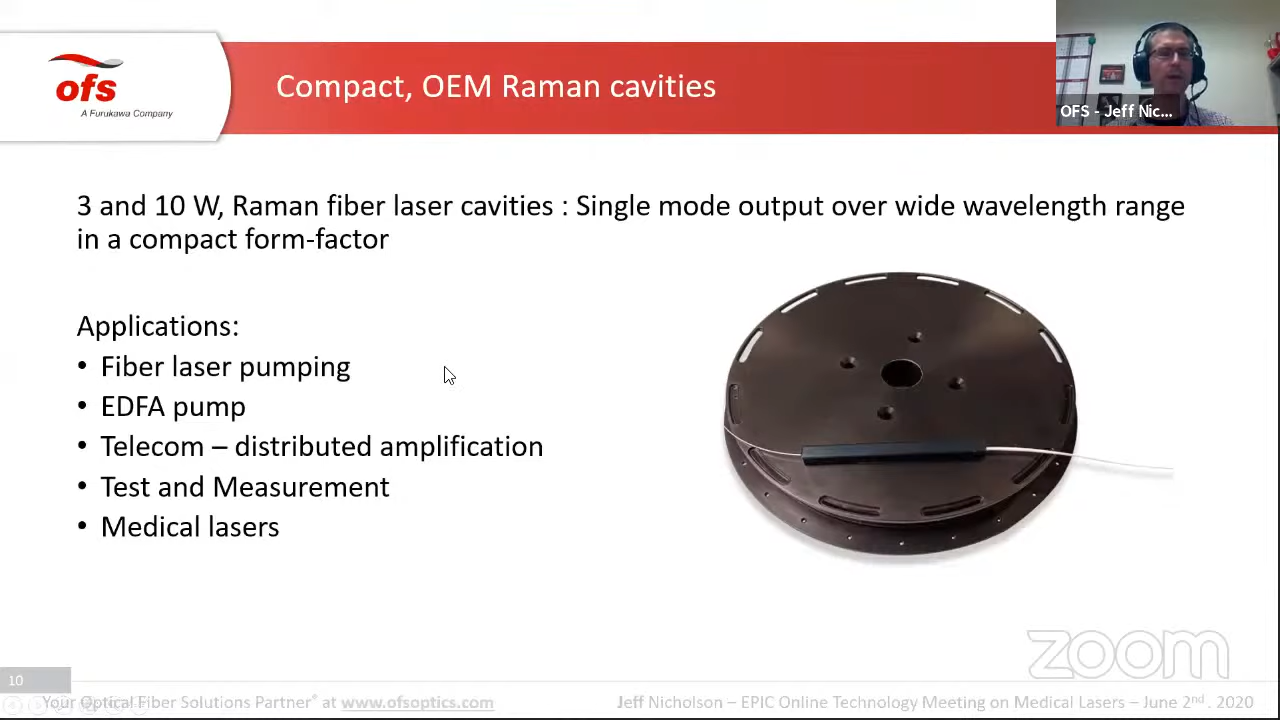 ofs
A Furukawa Company
Compact, OEM Raman cavities
OFS - Jeff Nic...
3 and 10 W, Raman fiber laser cavities : Single mode output over wide wavelength range
in a compact form-factor
Applications:
• Fiber laser pumping
• EDFA pump
• Telecom – distributed amplification
• Test and Measurement
• Medical lasers
zoom
10
Your Optical Fiber Solutions Partner® at www.ofsoptics.com
Jeff Nicholson – EPIC Online Technology Meeting on Medical Lasers – June 2nd . 2020